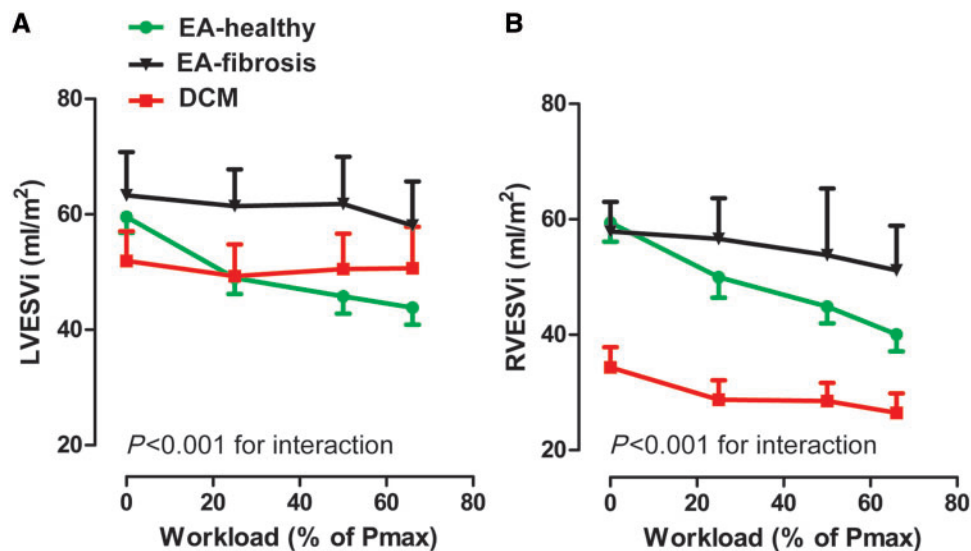 A
EA-healthy
EA-fibrosis
DCM
80
60
40
20
LVESVi (ml/m²)
P<0.001 for interaction
0 20 40 60 80
Workload (% of Pmax)
B
80
60
40
20
RVESVi (ml/m²)
P<0.001 for interaction
0 20 40 60 80
Workload (% of Pmax)